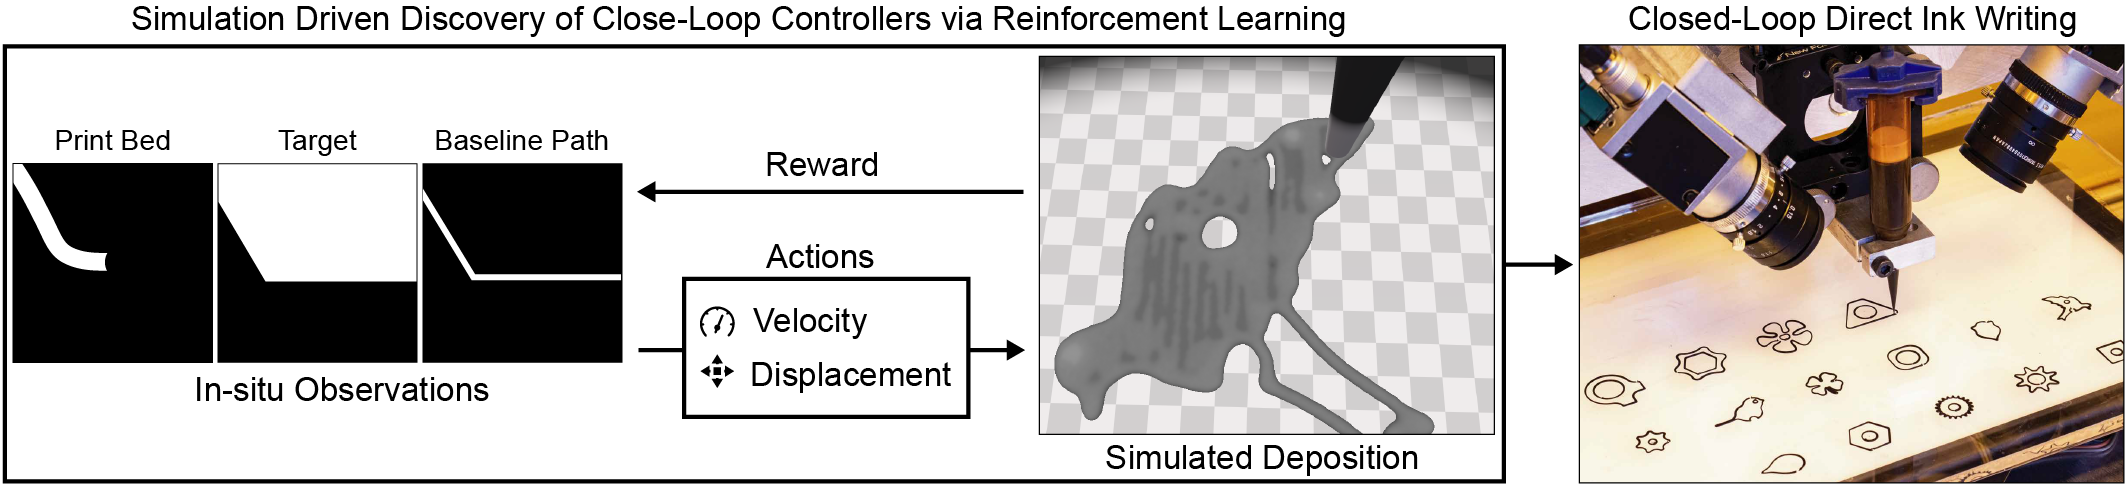 Simulation Driven Discovery of Close-Loop Controllers via Reinforcement Learning
Closed-Loop Direct Ink Writing
Print Bed
Target
Baseline Path
Reward
Actions
Velocity
Displacement
In-situ Observations
Simulated Deposition